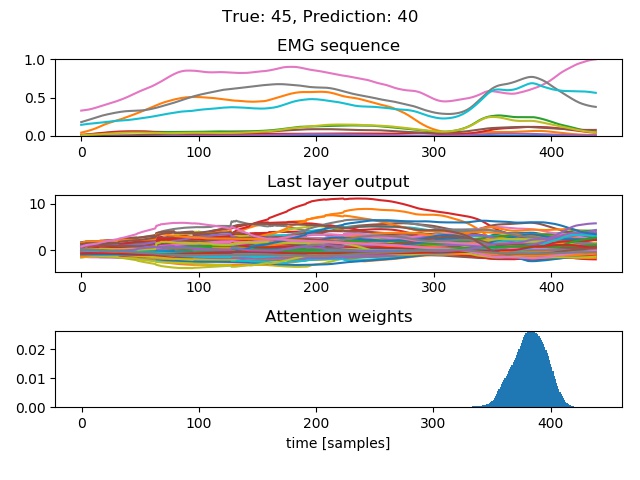 True: 45, Prediction: 40
EMG sequence
1.0
0.5
0.0
0 100 200 300 400
Last layer output
10
0
0 100 200 300 400
Attention weights
0.02
0.01
0.00
0 100 200 300 400
time [samples]